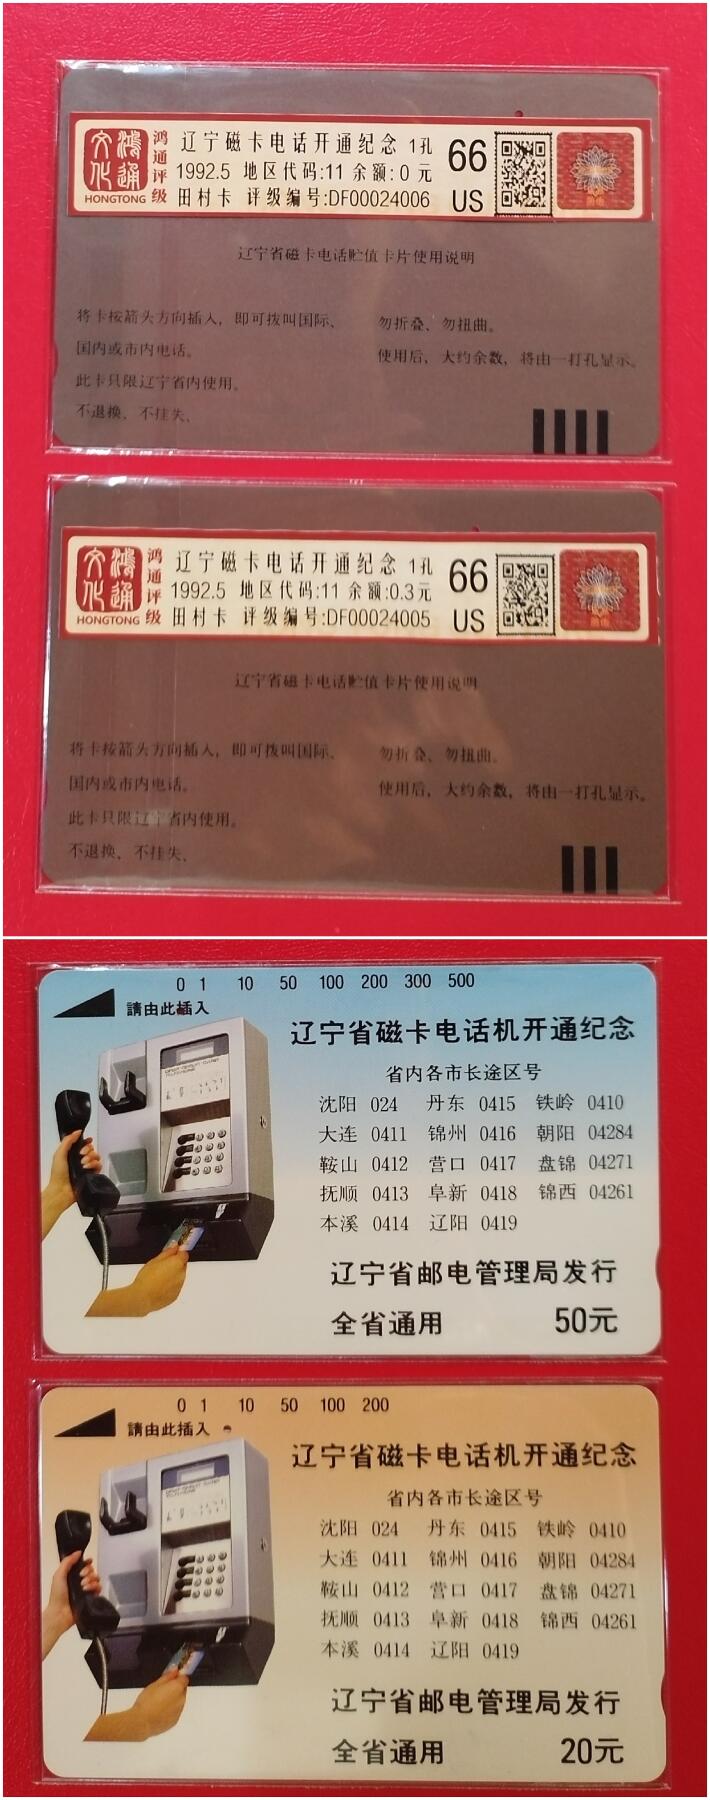 鸿通
文化
HONGTONG
鸿通评级
辽宁磁卡电话开通纪念 1孔
1992.5 地区代码:11 余额:0 元
田村卡 评级编号:DF00024006
66
US
辽宁省磁卡电话贮值卡片使用说明
将卡按箭头方向插入，即可拨叫国际、
国内或市内电话。
此卡只限辽宁省内使用。
不退换、不挂失、
勿折叠、勿扭曲。
使用后，大约余数，将由一打孔显示。
鸿通
文化
HONGTONG
鸿通评级
辽宁磁卡电话开通纪念 1孔
1992.5 地区代码:11 余额:0.3元
田村卡 评级编号:DF00024005
66
US
辽宁省磁卡电话贮值卡片使用说明
将卡按箭头方向插入，即可拨叫国际、
国内或市内电话。
此卡只限辽宁省内使用。
不退换、不挂失、
勿折叠、勿扭曲。
使用后，大约余数，将由一打孔显示。
0 1 10 50 100 200 300 500
請由此插入
辽宁省磁卡电话机开通纪念
省内各市长途区号
沈阳 024 丹东 0415 铁岭 0410
大连 0411 锦州 0416 朝阳 04284
鞍山 0412 营口 0417 盘锦 04271
抚顺 0413 阜新 0418 锦西 04261
本溪 0414 辽阳 0419
辽宁省邮电管理局发行
全省通用 50元
0 1 10 50 100 200
請由此插入
辽宁省磁卡电话机开通纪念
省内各市长途区号
沈阳 024 丹东 0415 铁岭 0410
大连 0411 锦州 0416 朝阳 04284
鞍山 0412 营口 0417 盘锦 04271
抚顺 0413 阜新 0418 锦西 04261
本溪 0414 辽阳 0419
辽宁省邮电管理局发行
全省通用 20元